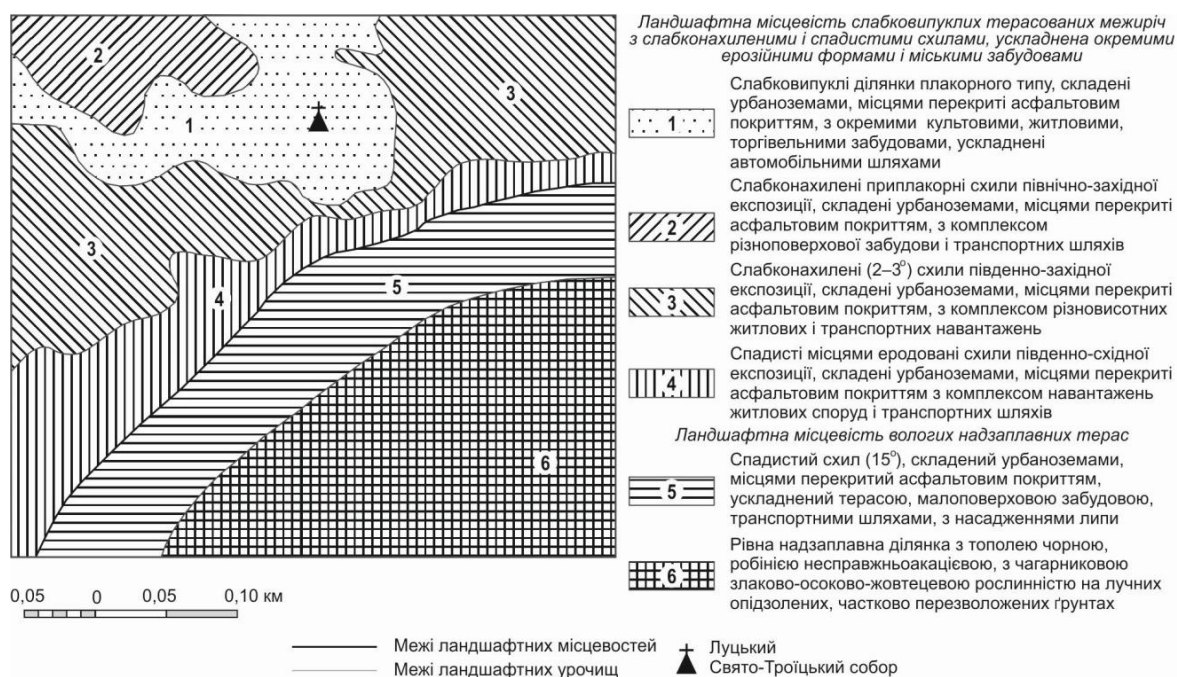 2
1
3
3
4
5
6
0,05 0 0,05 0,10 км
Ландшафтна місцевість слабковипуклих терасованих межиріч
з слабконахиленими і спадистими схилами, ускладнена окремими
ерозійними формами і міськими забудовами
1
Слабковипуклі ділянки плакорного типу, складені
урбаноземами, місцями перекриті асфальтовим
покриттям, з окремими культовими, житловими,
торгівельними забудовами, ускладнені
автомобільними шляхами
2
Слабконахилені приплакорні схили північно-західної
експозиції, складені урбаноземами, місцями перекриті
асфальтовим покриттям, з комплексом
різноповерхової забудови і транспортних шляхів
3
Слабконахилені (2–3°) схили південно-західної
експозиції, складені урбаноземами, місцями перекриті
асфальтовим покриттям, з комплексом різновисотних
житлових і транспортних навантажень
4
Спадисті місцями еродовані схили південно-східної
експозиції, складені урбаноземами, місцями перекриті
асфальтовим покриттям з комплексом навантажень
житлових споруд і транспортних шляхів
Ландшафтна місцевість вологих надзаплавних терас
5
Спадистий схил (15°), складений урбаноземами,
місцями перекритий асфальтовим покриттям,
ускладнений терасою, малоповерховою забудовою,
транспортними шляхами, з насадженнями липи
6
Рівна надзаплавна ділянка з тополею чорною,
робінією несправжньоакацієвою, з чагарниковою
злаково-осоково-жовтецевою рослинністю на лучних
опідзолених, частково перезволожених ґрунтах
Межі ландшафтних місцевостей
Межі ландшафтних урочищ
Луцький
Свято-Троїцький собор